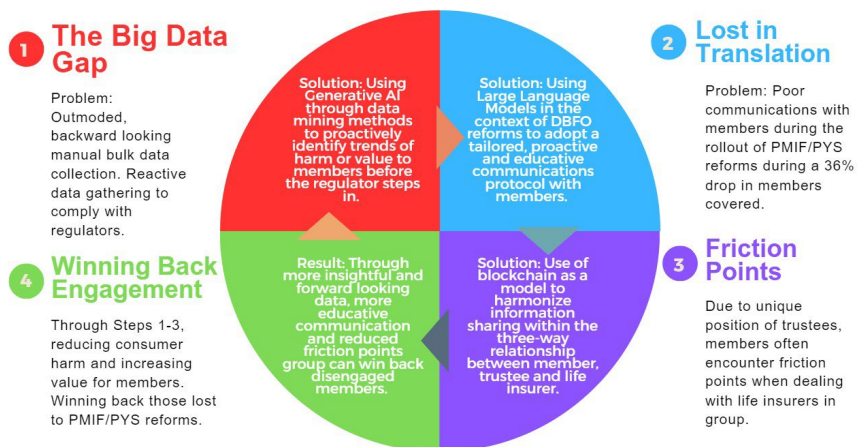 1
The Big Data
Gap
Problem:
Outmoded,
backward looking
manual bulk data
collection. Reactive
data gathering to
comply with
regulators.
Solution: Using
Generative AI
through data
mining methods
to proactively
identify trends of
harm or value to
members before
the regulator steps
in.
Solution: Using
Large Language
Models in the
context of DBFO
reforms to adopt a
tailored, proactive
and educative
communications
protocol with
members.
2
Lost in
Translation
Problem: Poor
communications with
members during the
rollout of PMIF/PYS
reforms during a 36%
drop in members
covered.
4
Winning Back
Engagement
Through Steps 1-3,
reducing consumer
harm and increasing
value for members.
Winning back those lost
to PMIF/PYS reforms.
Result: Through
more insightful and
forward looking
data, more
educative
communication
and reduced
friction points
group can win back
disengaged
members.
Solution: Use of
blockchain as a
model to
harmonize
information
sharing within the
three-way
relationship
between member,
trustee and life
insurer.
3
Friction
Points
Due to unique
position of trustees,
members often
encounter friction
points when dealing
with life insurers in
group.